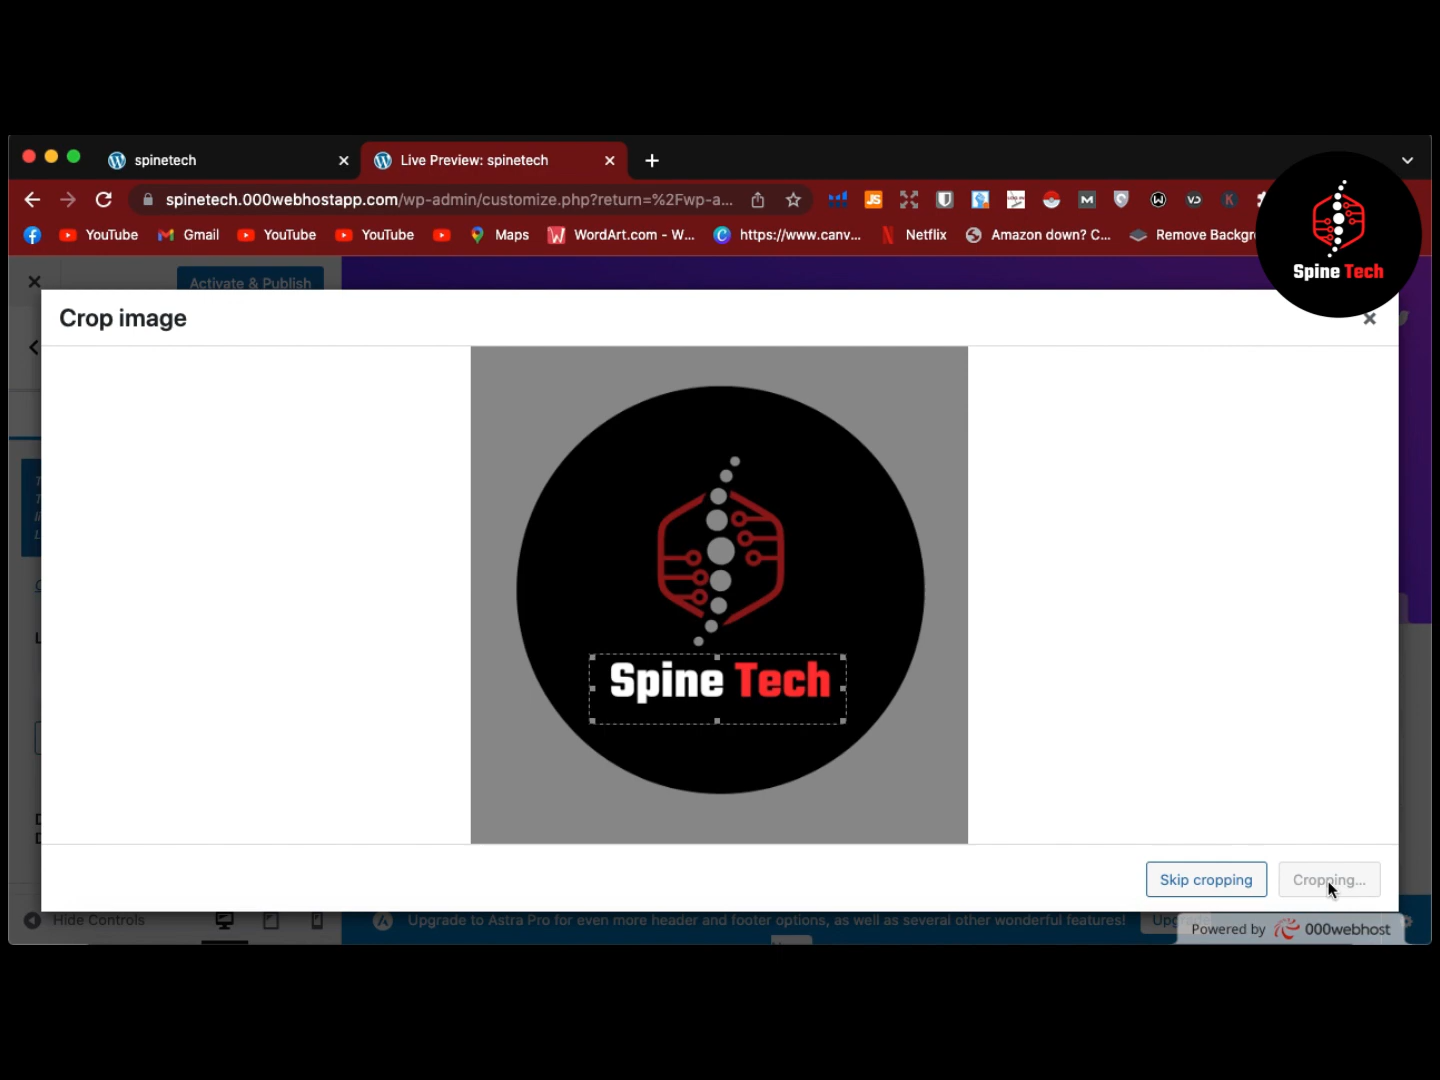 spinetech
Live Preview: spinetech
spinetech.000webhostapp.com/wp-admin/customize.php?return=%2Fwp-a...
YouTube
Gmail
YouTube
YouTube
Maps
WordArt.com - W...
https://www.canv...
Netflix
Amazon down? C...
Remove Backgr
Spine Tech
Activate & Publish
Crop image
Spine Tech
Skip cropping
Cropping...
Hide Controls
Upgrade to Astra Pro for even more header and footer options, as well as several other wonderful features!
Powered by 000webhost